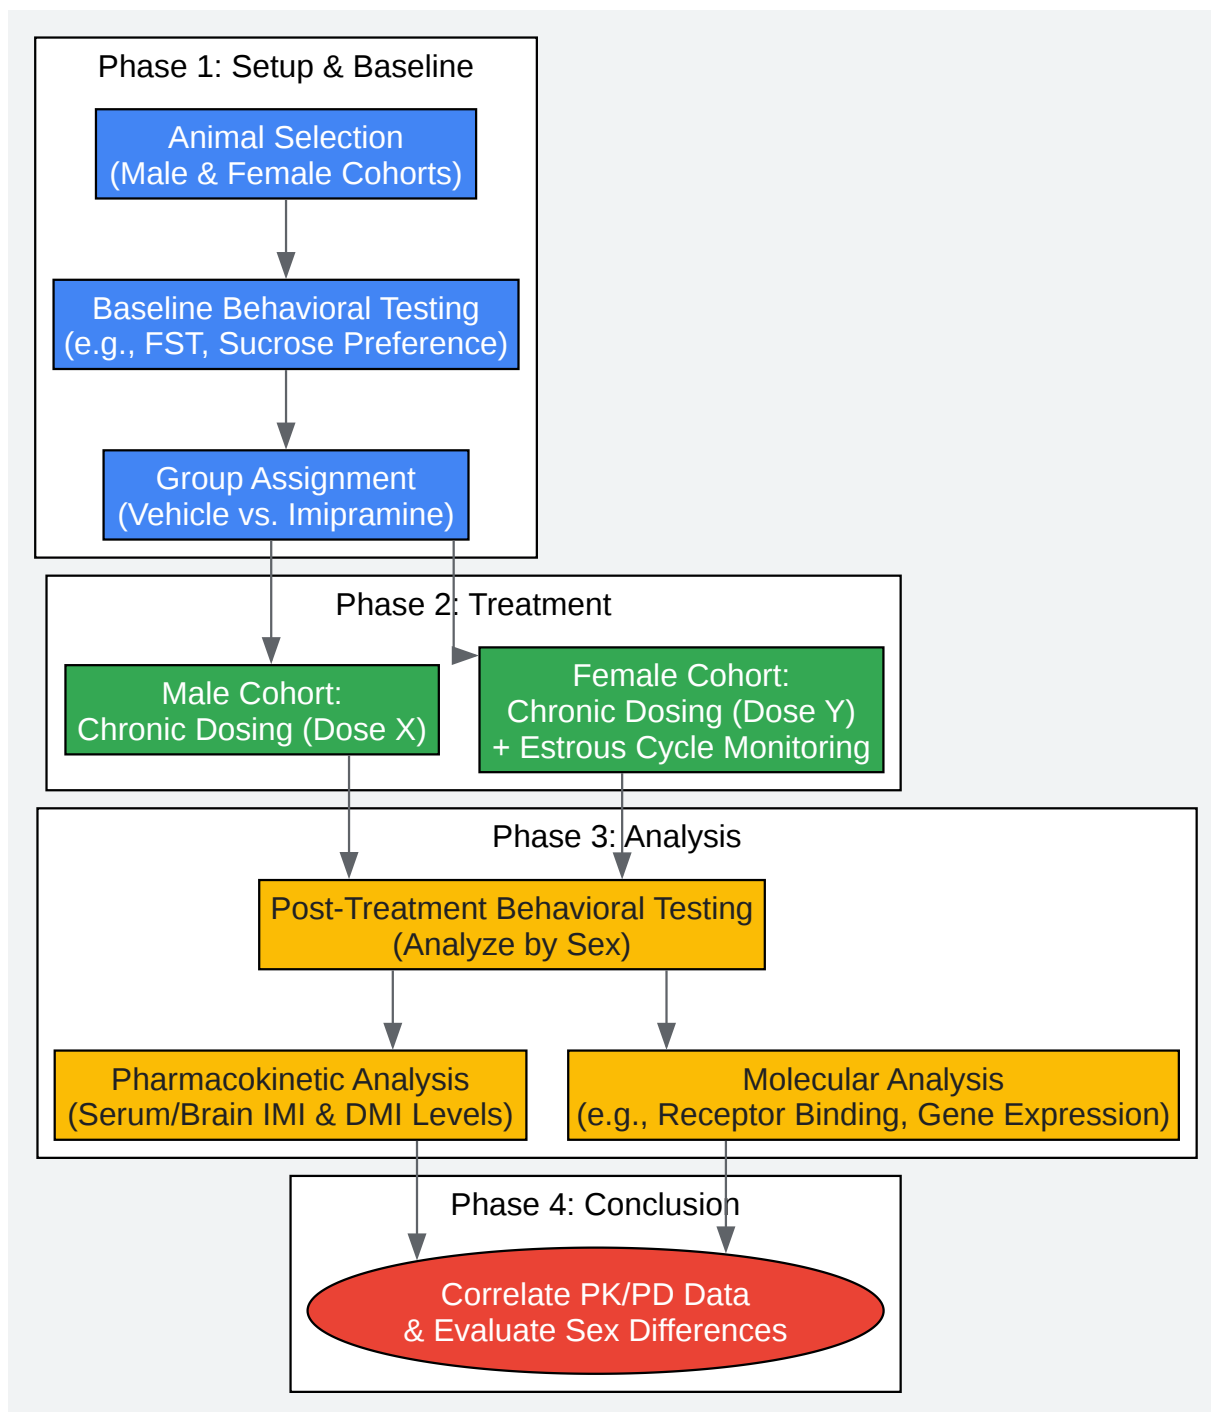 Phase 1: Setup & Baseline
Animal Selection
(Male & Female Cohorts)
Baseline Behavioral Testing
(e.g., FST, Sucrose Preference)
Group Assignment
(Vehicle vs. Imipramine)
Phase 2: Treatment
Male Cohort:
Chronic Dosing (Dose X)
Female Cohort:
Chronic Dosing (Dose Y)
+ Estrous Cycle Monitoring
Phase 3: Analysis
Post-Treatment Behavioral Testing
(Analyze by Sex)
Pharmacokinetic Analysis
(Serum/Brain IMI & DMI Levels)
Molecular Analysis
(e.g., Receptor Binding, Gene Expression)
Phase 4: Conclusion
Correlate PK/PD Data
& Evaluate Sex Differences